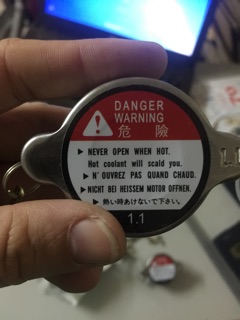 DANGER
WARNING
危 險
▶ NEVER OPEN WHEN HOT.
Hot coolant will scald you.
▶ N' OUVREZ PAS QUAND CHAUD.
▶ NICHT BEI HEISSEM MOTOR OFFNEN.
▶ 熱い時あけないで下さい。
1.1